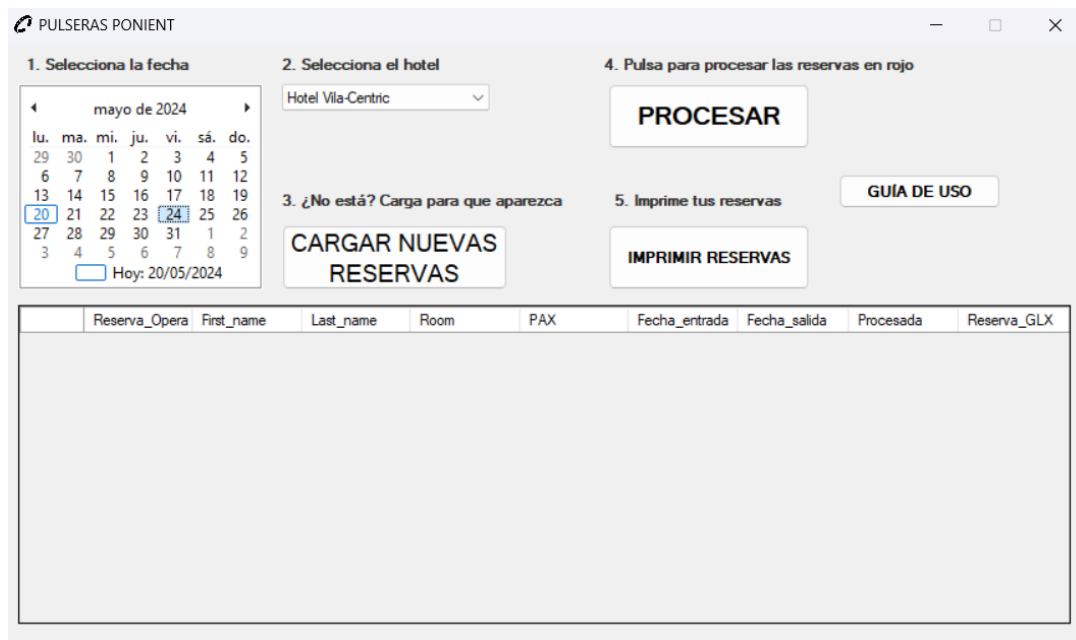 PULSERAS PONIENT
1. Selecciona la fecha
2. Selecciona el hotel
4. Pulsa para procesar las reservas en rojo
mayo de 2024
lu. ma. mi. ju. vi. sá. do.
29 30 1 2 3 4 5
6 7 8 9 10 11 12
13 14 15 16 17 18 19
20 21 22 23 24 25 26
27 28 29 30 31 1 2
3 4 5 6 7 8 9
Hoy: 20/05/2024
Hotel Vila-Centric
PROCESAR
3. ¿No está? Carga para que aparezca
5. Imprime tus reservas
GUÍA DE USO
CARGAR NUEVAS
RESERVAS
IMPRIMIR RESERVAS
Reserva_Opera First_name Last_name Room PAX Fecha_entrada Fecha_salida Procesada Reserva_GLX